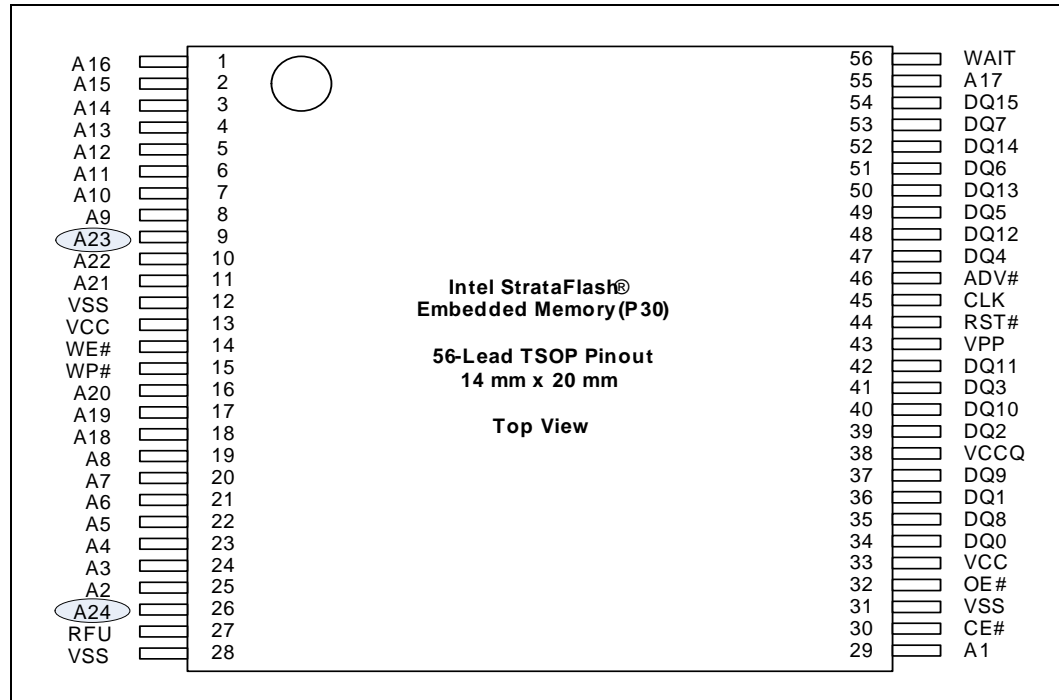 A16 1 56 WAIT
A15 2 55 A17
A14 3 54 DQ15
A13 4 53 DQ7
A12 5 52 DQ14
A11 6 51 DQ6
A10 7 50 DQ13
A9 8 49 DQ5
A23 9 48 DQ12
A22 10 47 DQ4
A21 11 46 ADV#
VSS 12 45 CLK
VCC 13 44 RST#
WE# 14 43 VPP
WP# 15 42 DQ11
A20 16 41 DQ3
A19 17 40 DQ10
A18 18 39 DQ2
A8 19 38 VCCQ
A7 20 37 DQ9
A6 21 36 DQ1
A5 22 35 DQ8
A4 23 34 DQ0
A3 24 33 VCC
A2 25 32 OE#
A24 26 31 VSS
RFU 27 30 CE#
VSS 28 29 A1
Intel StrataFlash®
Embedded Memory (P30)
56-Lead TSOP Pinout
14 mm x 20 mm
Top View